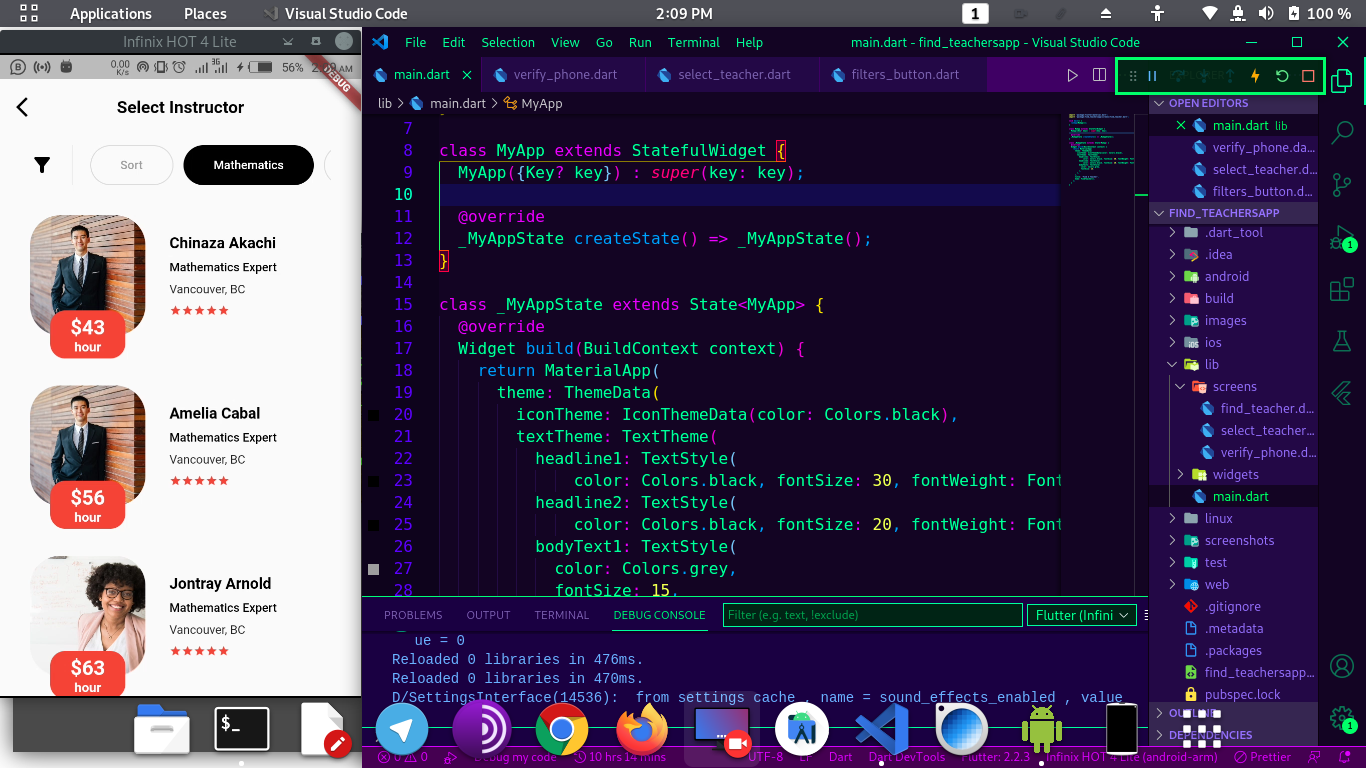 Applications Places Visual Studio Code 2:09 PM 1 100 %
Infinix HOT 4 Lite
0.00 K/s 3G 56%
DEBUG
Select Instructor
Sort Mathematics
Chinaza Akachi
Mathematics Expert
Vancouver, BC
★★★★★
$43
hour
Amelia Cabal
Mathematics Expert
Vancouver, BC
★★★★★
$56
hour
Jontray Arnold
Mathematics Expert
Vancouver, BC
★★★★★
$63
hour
File Edit Selection View Go Run Terminal Help main.dart - find_teachersapp - Visual Studio Code
main.dart verify_phone.dart select_teacher.dart filters_button.dart
lib > main.dart > MyApp
7
8 class MyApp extends StatefulWidget {
9 MyApp({Key? key}) : super(key: key);
10
11 @override
12 _MyAppState createState() => _MyAppState();
13 }
14
15 class _MyAppState extends State<MyApp> {
16 @override
17 Widget build(BuildContext context) {
18 return MaterialApp(
19 theme: ThemeData(
20 iconTheme: IconThemeData(color: Colors.black),
21 textTheme: TextTheme(
22 headline1: TextStyle(
23 color: Colors.black, fontSize: 30, fontWeight: Font
24 headline2: TextStyle(
25 color: Colors.black, fontSize: 20, fontWeight: Font
26 bodyText1: TextStyle(
27 color: Colors.grey,
28 fontSize: 15,
PROBLEMS OUTPUT TERMINAL DEBUG CONSOLE Filter (e.g. text, !exclude) Flutter (Infini
ue = 0
Reloaded 0 libraries in 476ms.
Reloaded 0 libraries in 470ms.
D/SettingsInterface(14536): from settings cache , name = sound_effects_enabled , value
OPEN EDITORS
main.dart lib
verify_phone.da...
select_teacher.d...
filters_button.d...
FIND_TEACHERSAPP
.dart_tool
.idea
android
build
images
ios
lib
screens
find_teacher.d...
select_teacher...
verify_phone.d...
widgets
main.dart
linux
screenshots
test
web
.gitignore
.metadata
.packages
find_teachersapp...
pubspec.lock
DEPENDENCIES
1
1
$_
0 0 Debug my code 10 hrs 14 mins UTF-8 LF Dart Dart DevTools Flutter: 2.2.3 Infinix HOT 4 Lite (android-arm) Prettier